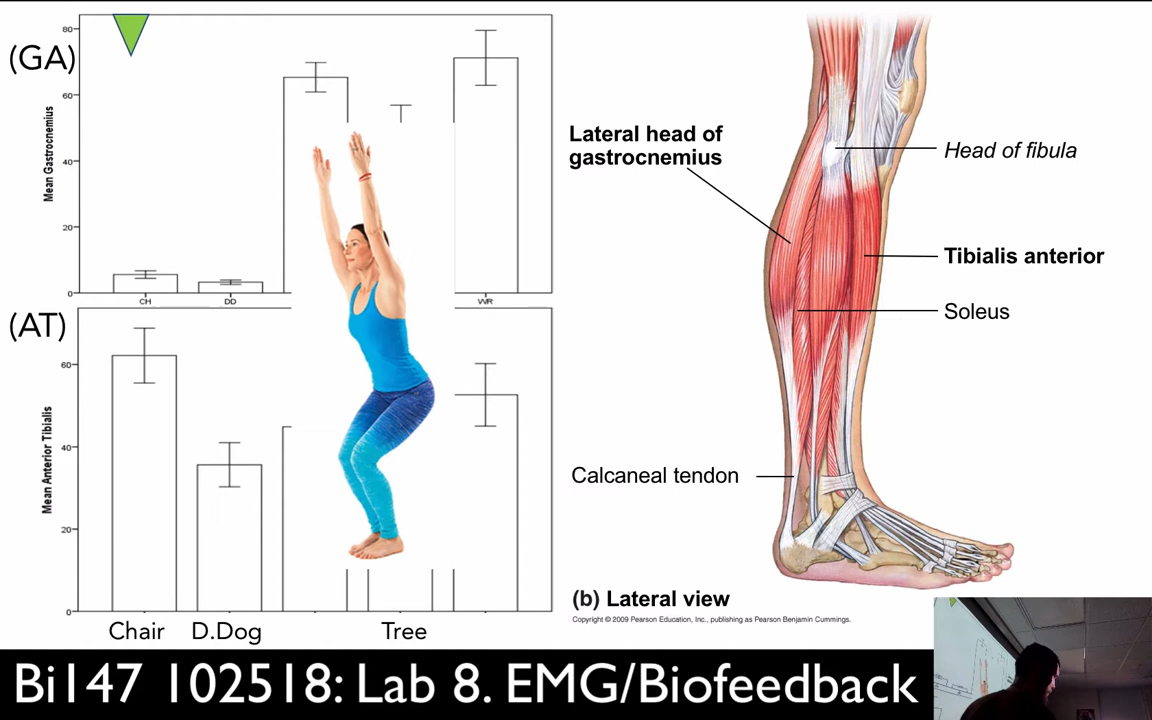 (GA)
Mean Gastrocnemius
80
60
40
20
0
CH
DD
WR
(AT)
Mean Anterior Tibialis
60
40
20
0
Chair
D.Dog
Tree
Lateral head of
gastrocnemius
Head of fibula
Tibialis anterior
Soleus
Calcaneal tendon
(b) Lateral view
Copyright © 2009 Pearson Education, Inc., publishing as Pearson Benjamin Cummings.
Bi147 102518: Lab 8. EMG/Biofeedback